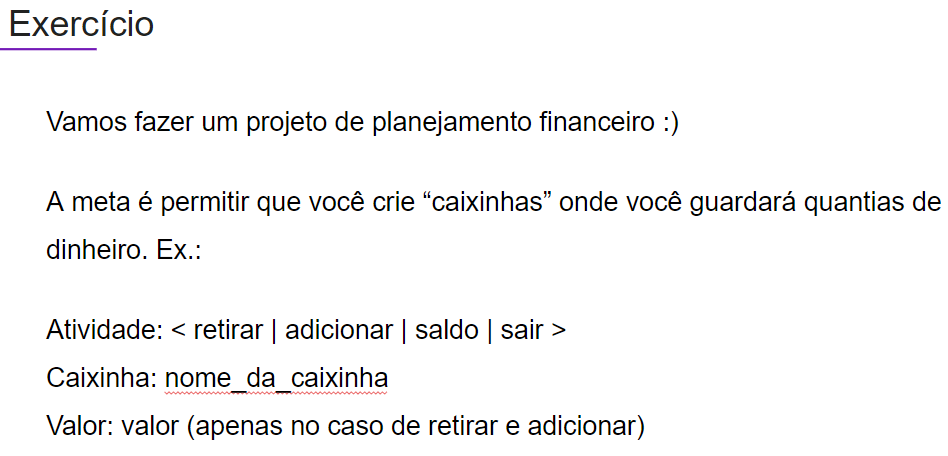 Exercício
Vamos fazer um projeto de planejamento financeiro :)
A meta é permitir que você crie “caixinhas” onde você guardará quantias de
dinheiro. Ex.:
Atividade: < retirar | adicionar | saldo | sair >
Caixinha: nome_da_caixinha
Valor: valor (apenas no caso de retirar e adicionar)